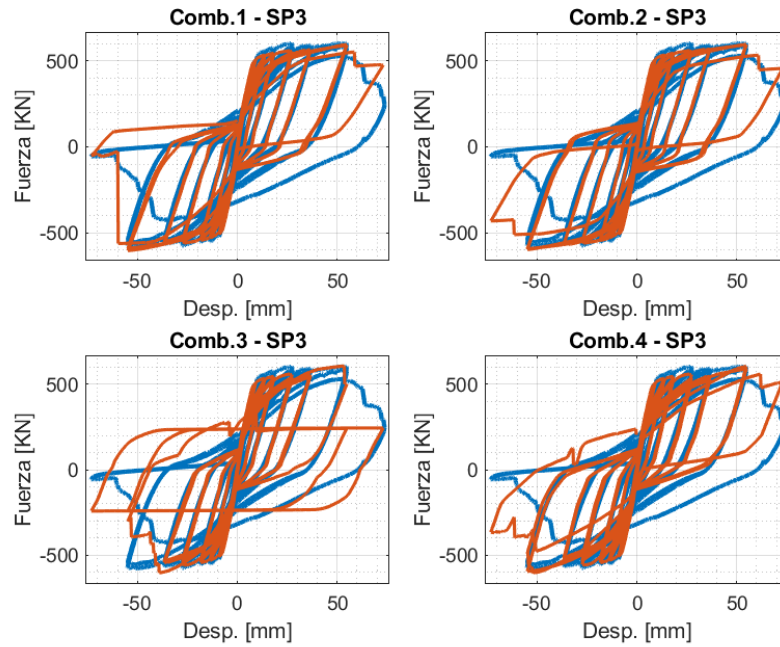 Comb.1 - SP3
500
0
-500
Fuerza [KN]
-50
0
50
Desp. [mm]
Comb.2 - SP3
500
0
-500
Fuerza [KN]
-50
0
50
Desp. [mm]
Comb.3 - SP3
500
0
-500
Fuerza [KN]
-50
0
50
Desp. [mm]
Comb.4 - SP3
500
0
-500
Fuerza [KN]
-50
0
50
Desp. [mm]